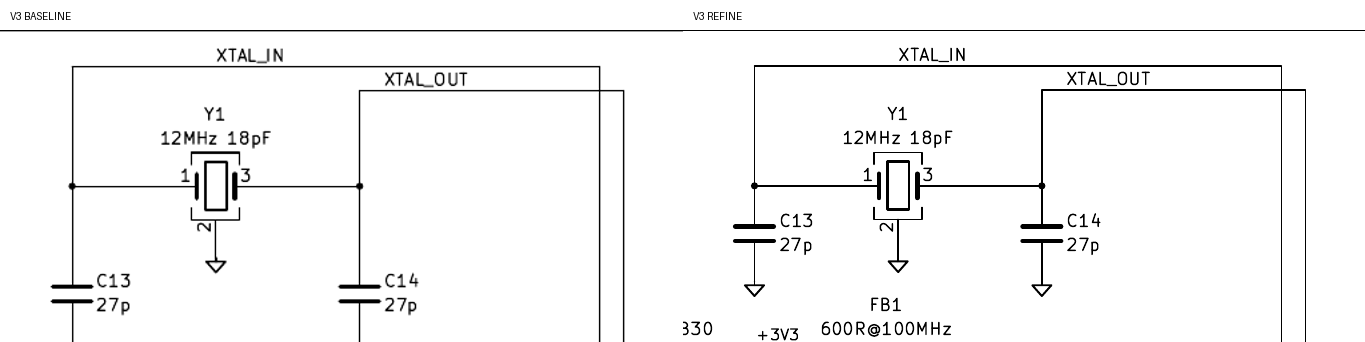 V3 BASELINE
XTAL_IN
XTAL_OUT
Y1
12MHz 18pF
1
3
2
C13
27p
C14
27p
V3 REFINE
XTAL_IN
XTAL_OUT
Y1
12MHz 18pF
1
3
2
C13
27p
C14
27p
FB1
600R@100MHz
+3V3